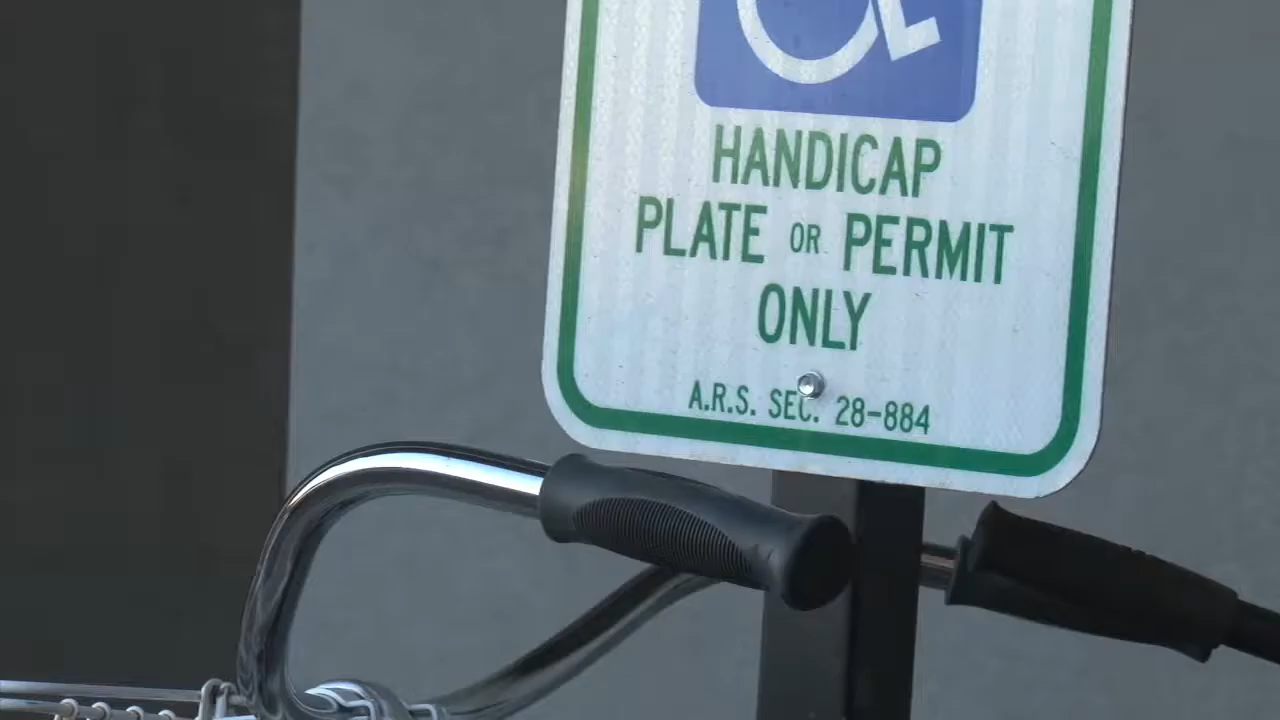 HANDICAP
PLATE OR PERMIT
ONLY
A.R.S. SEC. 28-884